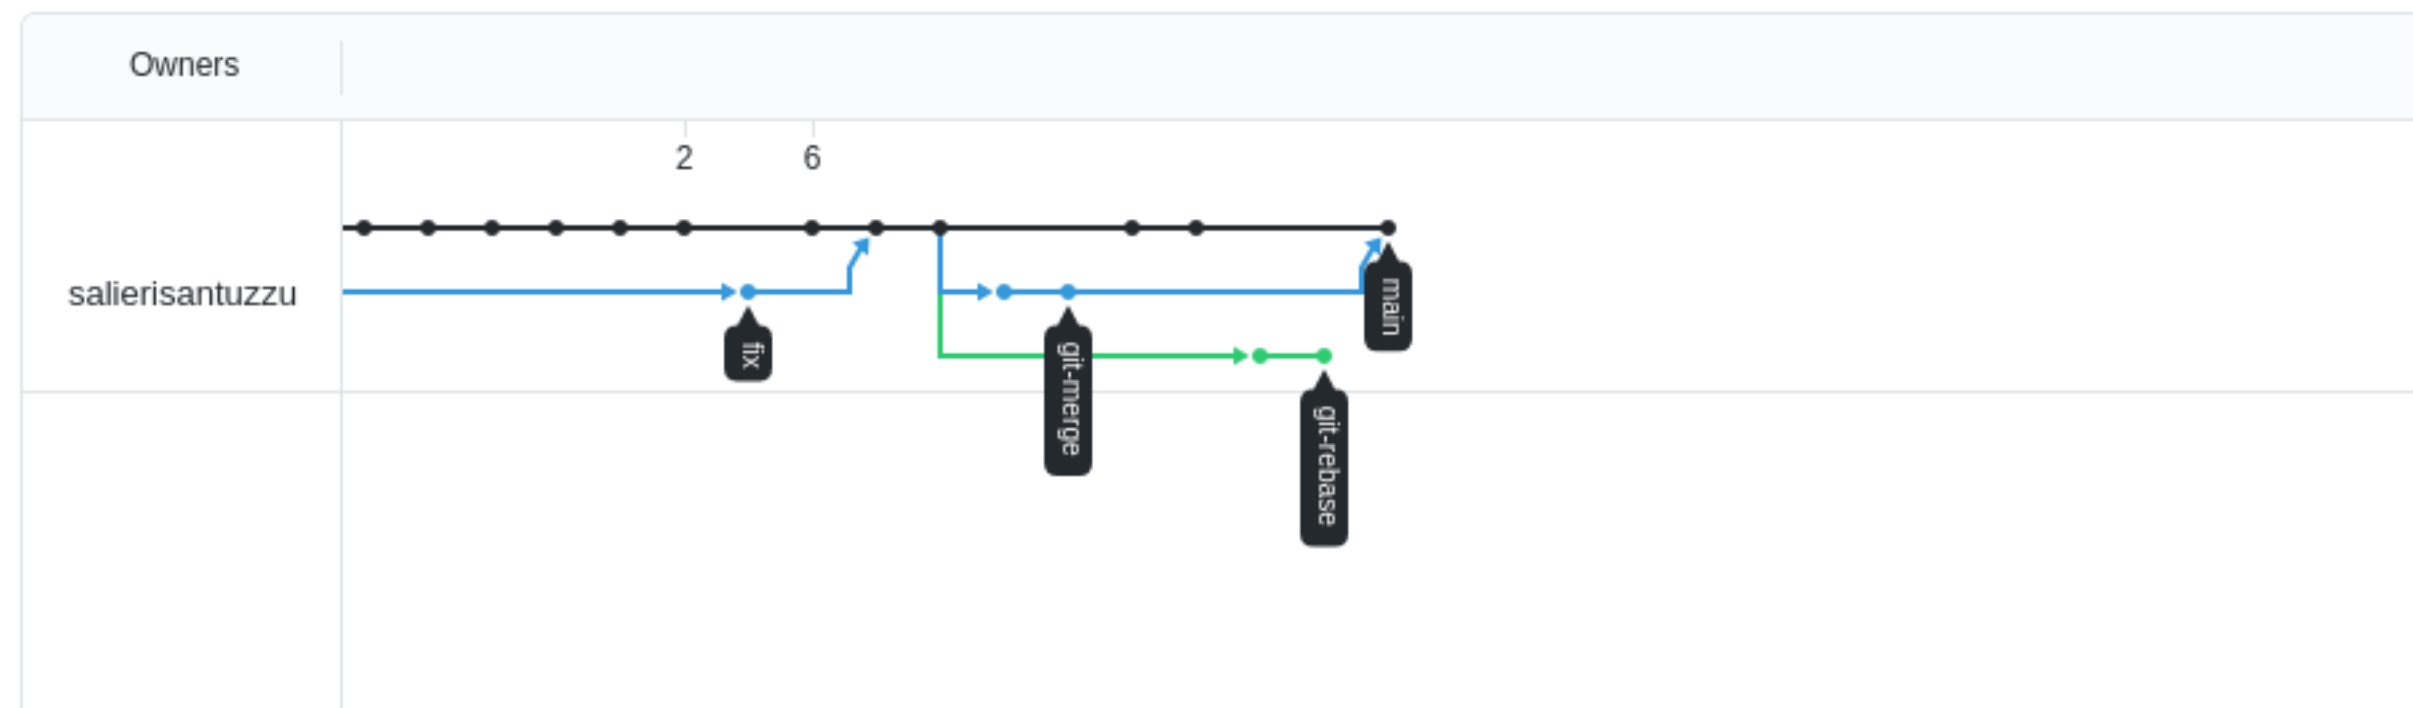 Owners
2 6
salierisantuzzu
fix
git-merge
git-rebase
main